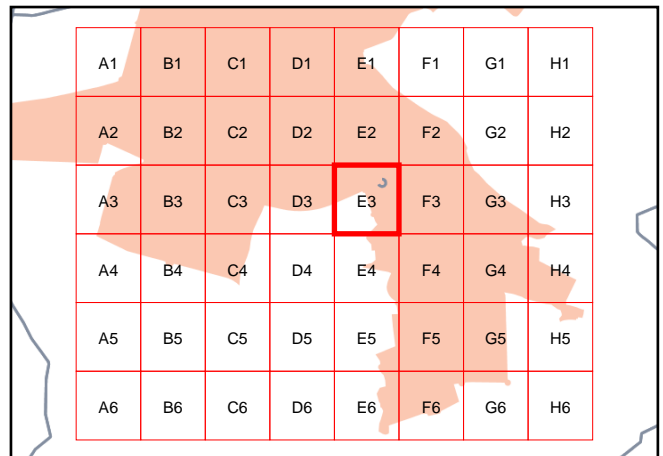 A1 B1 C1 D1 E1 F1 G1 H1
A2 B2 C2 D2 E2 F2 G2 H2
A3 B3 C3 D3 E3 F3 G3 H3
A4 B4 C4 D4 E4 F4 G4 H4
A5 B5 C5 D5 E5 F5 G5 H5
A6 B6 C6 D6 E6 F6 G6 H6